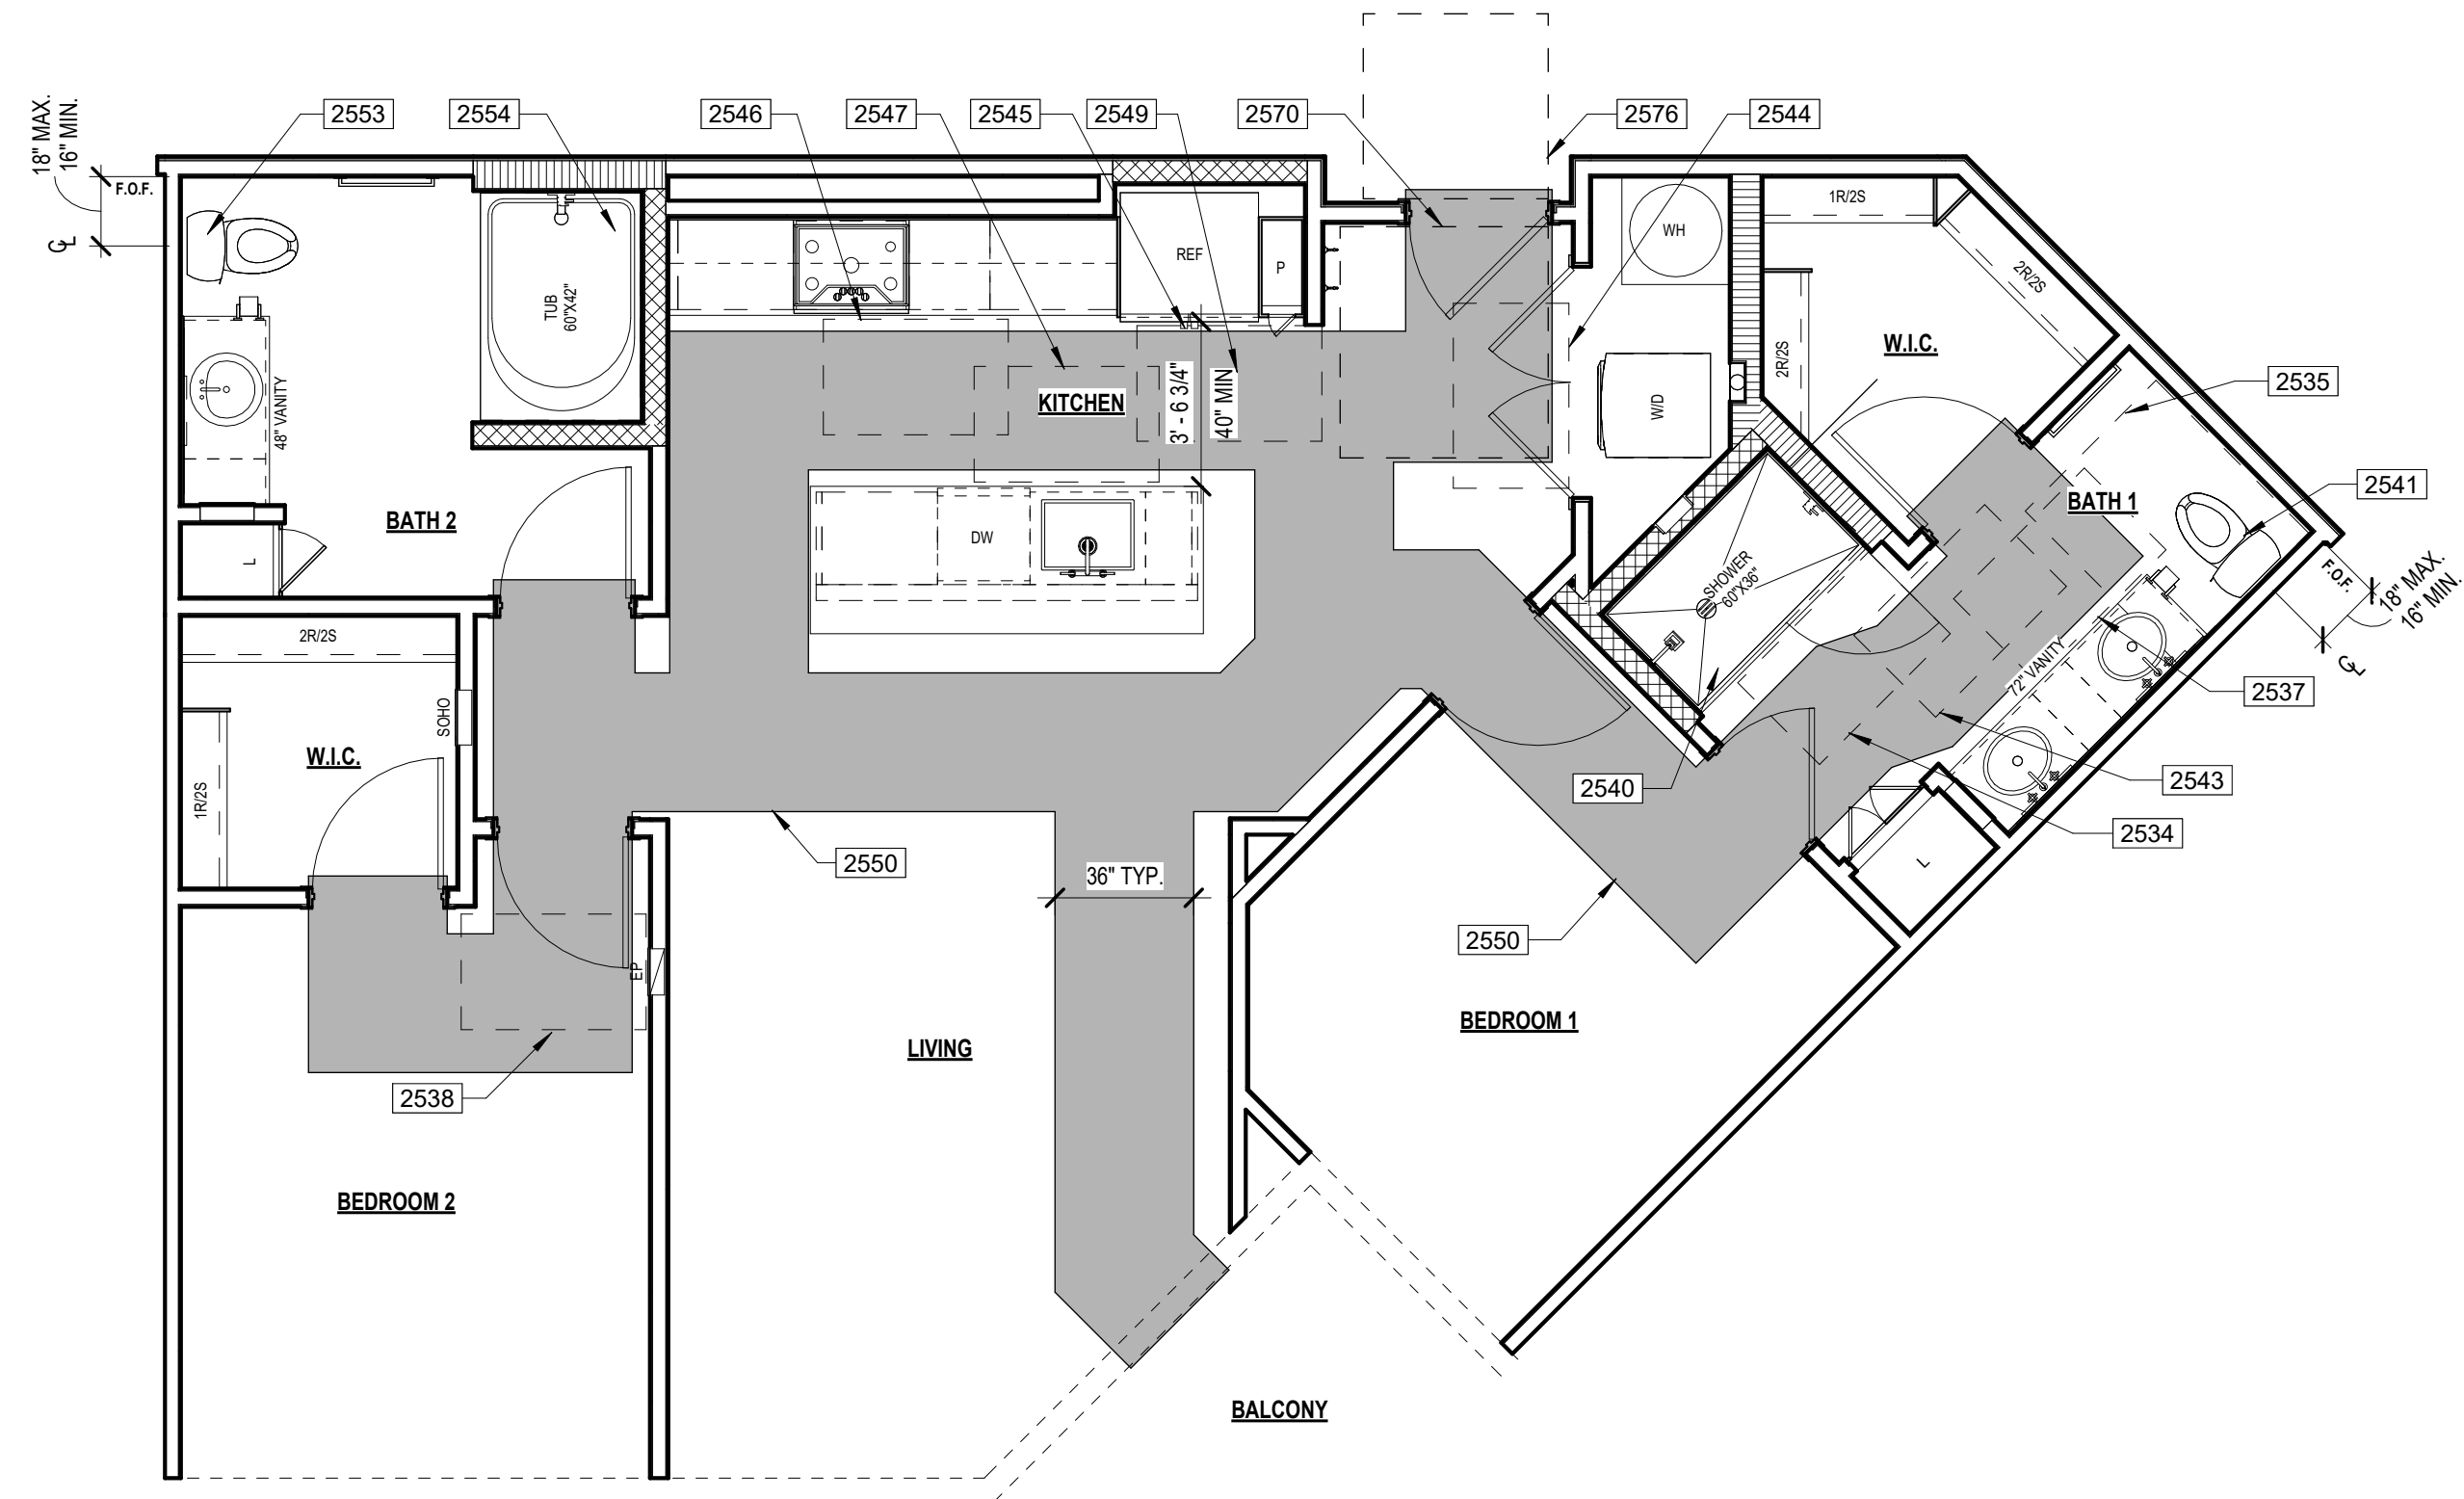 2553
2554
2546
2547
2545
2549
2570
2576
2544
18" MAX.
16" MIN.
F.O.F.
C L
TUB
60"X42"
48" VANITY
BATH 2
L
REF
P
KITCHEN
3' - 6 3/4"
40" MIN
DW
WH
W/D
1R/2S
2R/2S
2R/2S
W.I.C.
2535
2541
BATH 1
F.O.F.
18" MAX.
16" MIN.
C L
SHOWER
60"X36"
72" VANITY
2537
2543
2534
2540
L
2R/2S
SOHO
W.I.C.
1R/2S
2550
36" TYP.
2550
EP
2538
LIVING
BEDROOM 1
BEDROOM 2
BALCONY